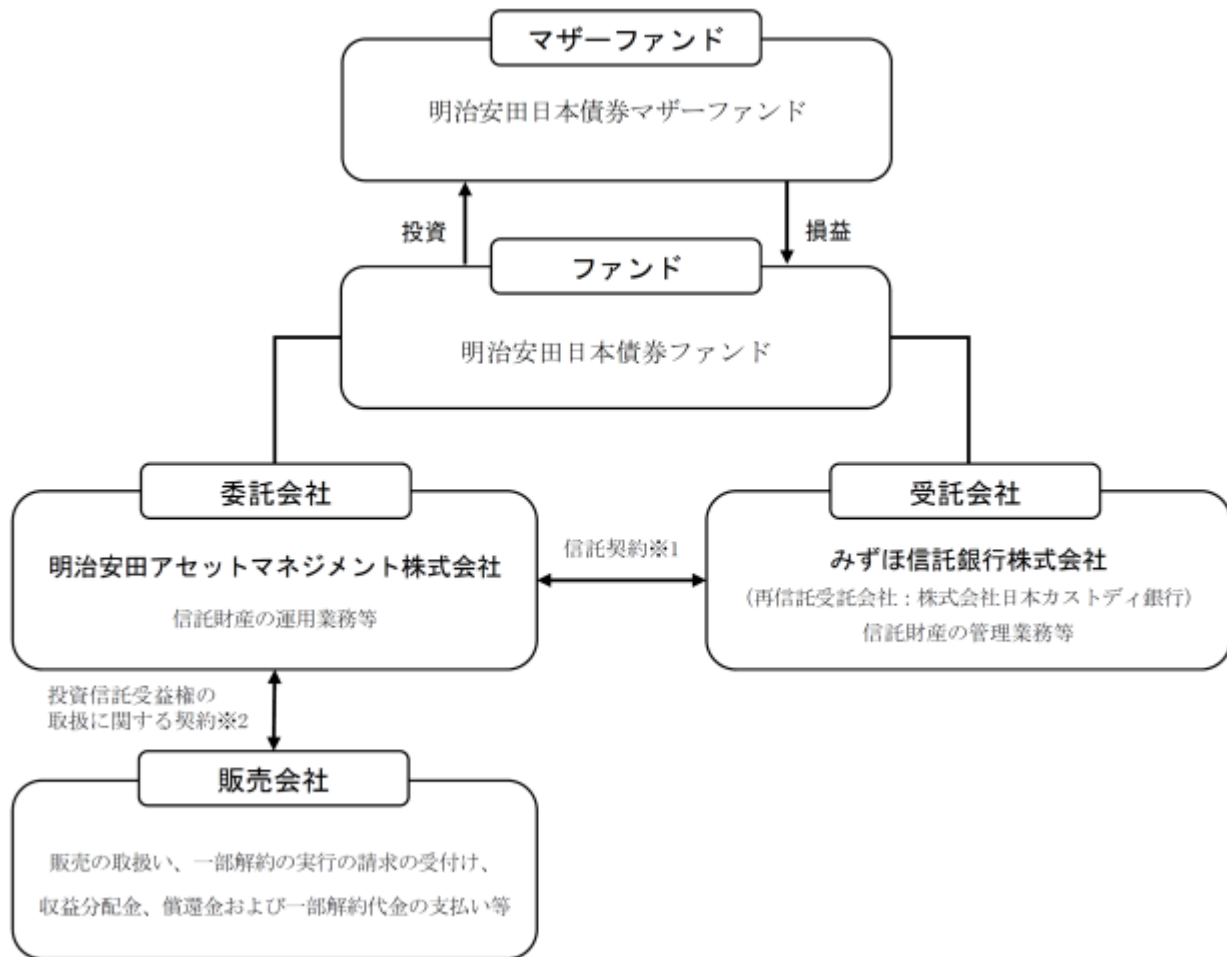 マザーファンド
明治安田日本債券マザーファンド
投資
損益
ファンド
明治安田日本債券ファンド
委託会社
明治安田アセットマネジメント株式会社
信託財産の運用業務等
信託契約※1
受託会社
みずほ信託銀行株式会社
（再信託受託会社：株式会社日本カストディ銀行）
信託財産の管理業務等
投資信託受益権の
取扱に関する契約※2
販売会社
販売の取扱い、一部解約の実行の請求の受付け、
収益分配金、償還金および一部解約代金の支払い等